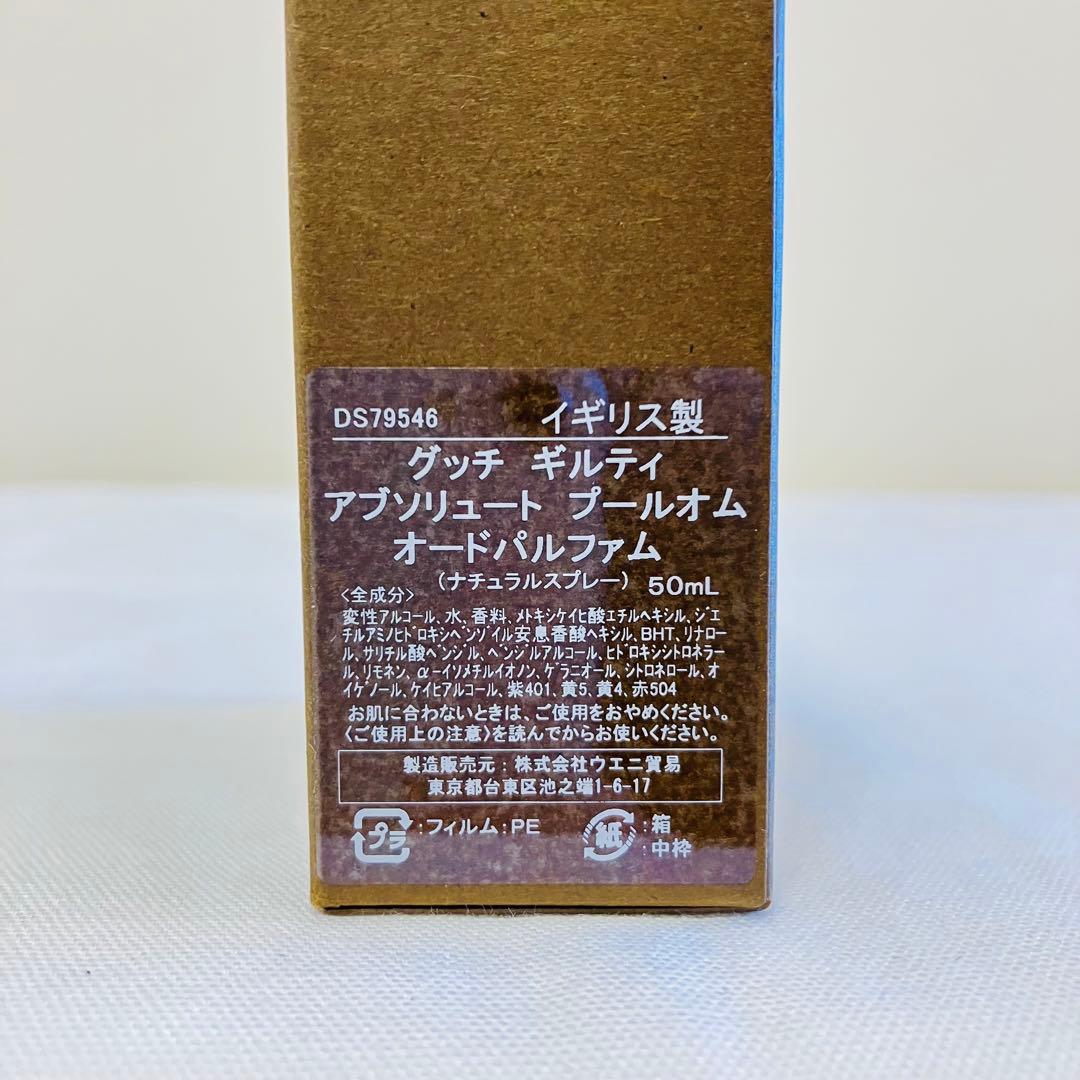 DS79546 イギリス製
グッチ ギルティ
アブソリュート プールオム
オードパルファム
(ナチュラルスプレー) 50mL
<全成分>
変性アルコール、水、香料、メトキシケイヒ酸エチルヘキシル、ジエ
チルアミノヒドロキシベンゾイル安息香酸ヘキシル、BHT、リナロー
ル、サリチル酸ベンジル、ベンジルアルコール、ヒドロキシシトロネラー
ル、リモネン、α-イソメチルイオノン、ゲラニオール、シトロネロール、オ
イゲノール、ケイヒアルコール、紫401、黄5、黄4、赤504
お肌に合わないときは、ご使用をおやめください。
〈ご使用上の注意〉を読んでからお使いください。
製造販売元：株式会社ウエニ貿易
東京都台東区池之端1-6-17
プラ：フィルム：PE
紙：箱
：中枠